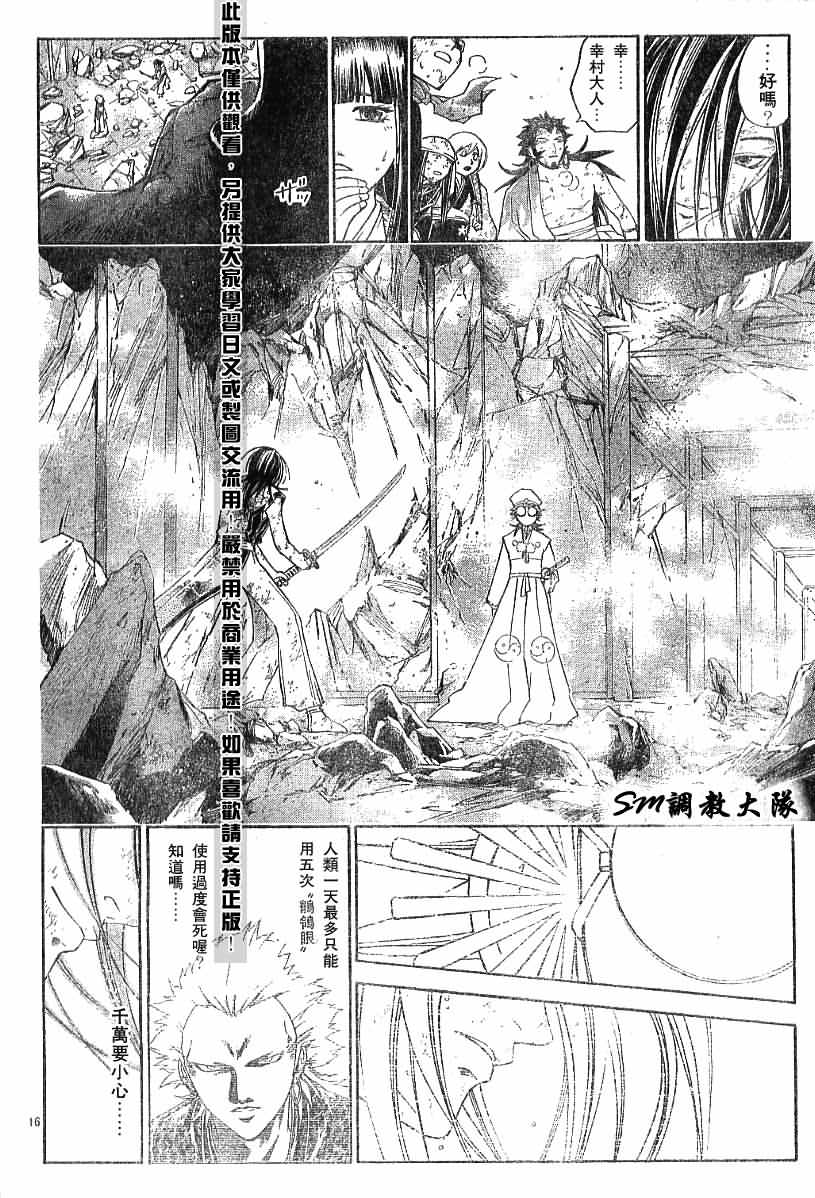 ……好嗎？
幸……
幸村大人…
ザッ
此版本僅供觀看，另提供大家學習日文或製圖交流用！嚴禁用於商業用途！如果喜歡請支持正版！
SM調教大隊
人類一天最多只能
用五次〝鶺鴒眼〞
使用過度會死喔？
知道嗎……
千萬要小心……
16